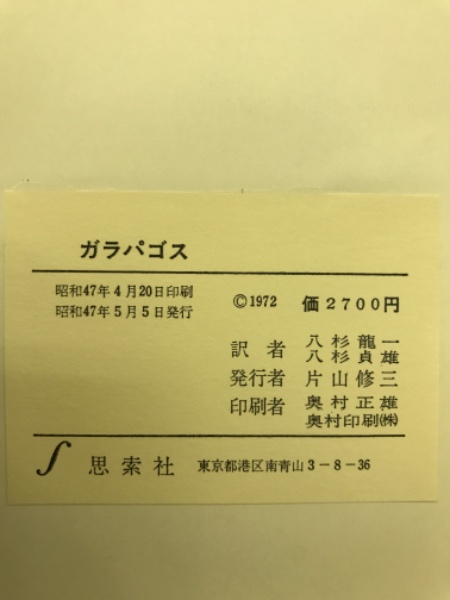 ガラパゴス
昭和47年4月20日印刷
昭和47年5月5日発行
©1972 価2700円
訳者 八杉龍一
八杉貞雄
発行者 片山修三
印刷者 奥村正雄
奥村印刷㈱
思索社 東京都港区南青山3-8-36